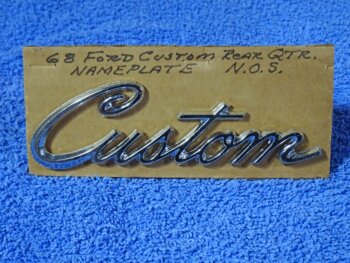 68 FORD CUSTOM REAR QTR.
NAMEPLATE N.O.S.
Custom